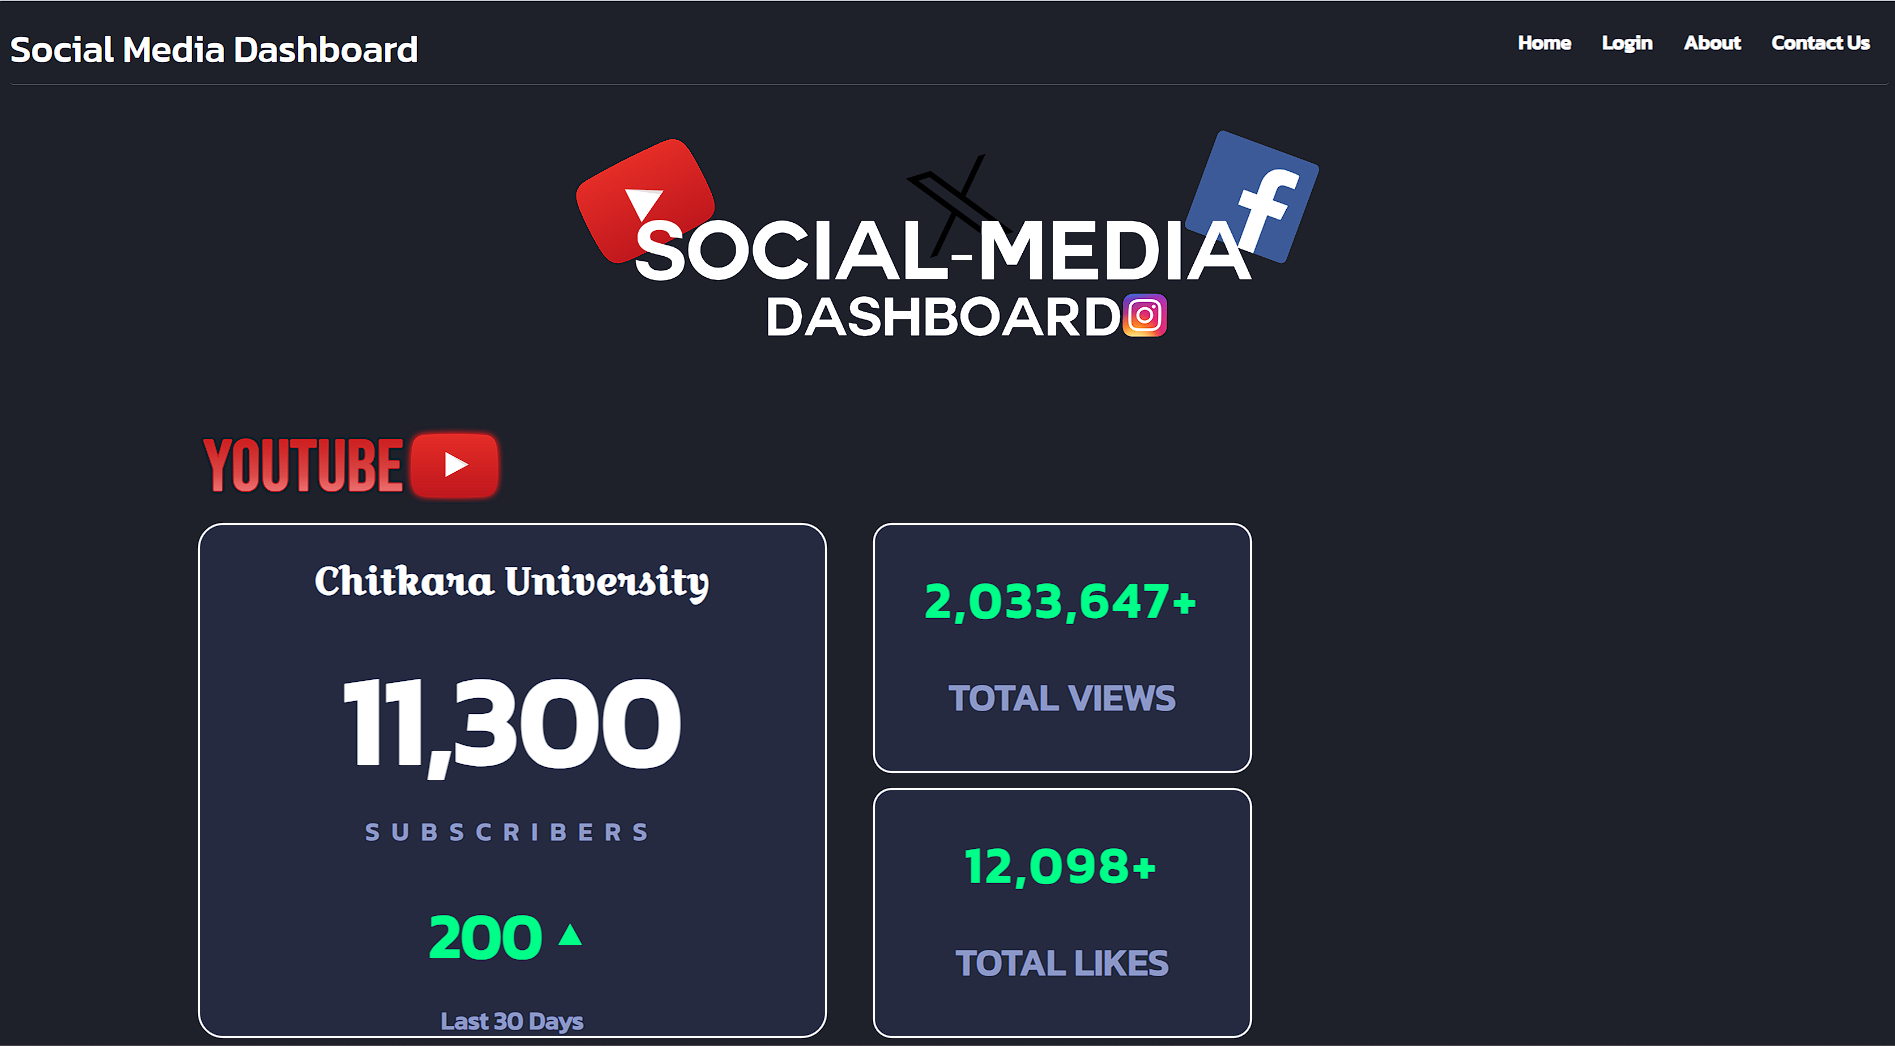 Social Media Dashboard
Home Login About Contact Us
SOCIAL-MEDIA
DASHBOARD
YOUTUBE
Chitkara University
11,300
SUBSCRIBERS
200 ▲
Last 30 Days
2,033,647+
TOTAL VIEWS
12,098+
TOTAL LIKES